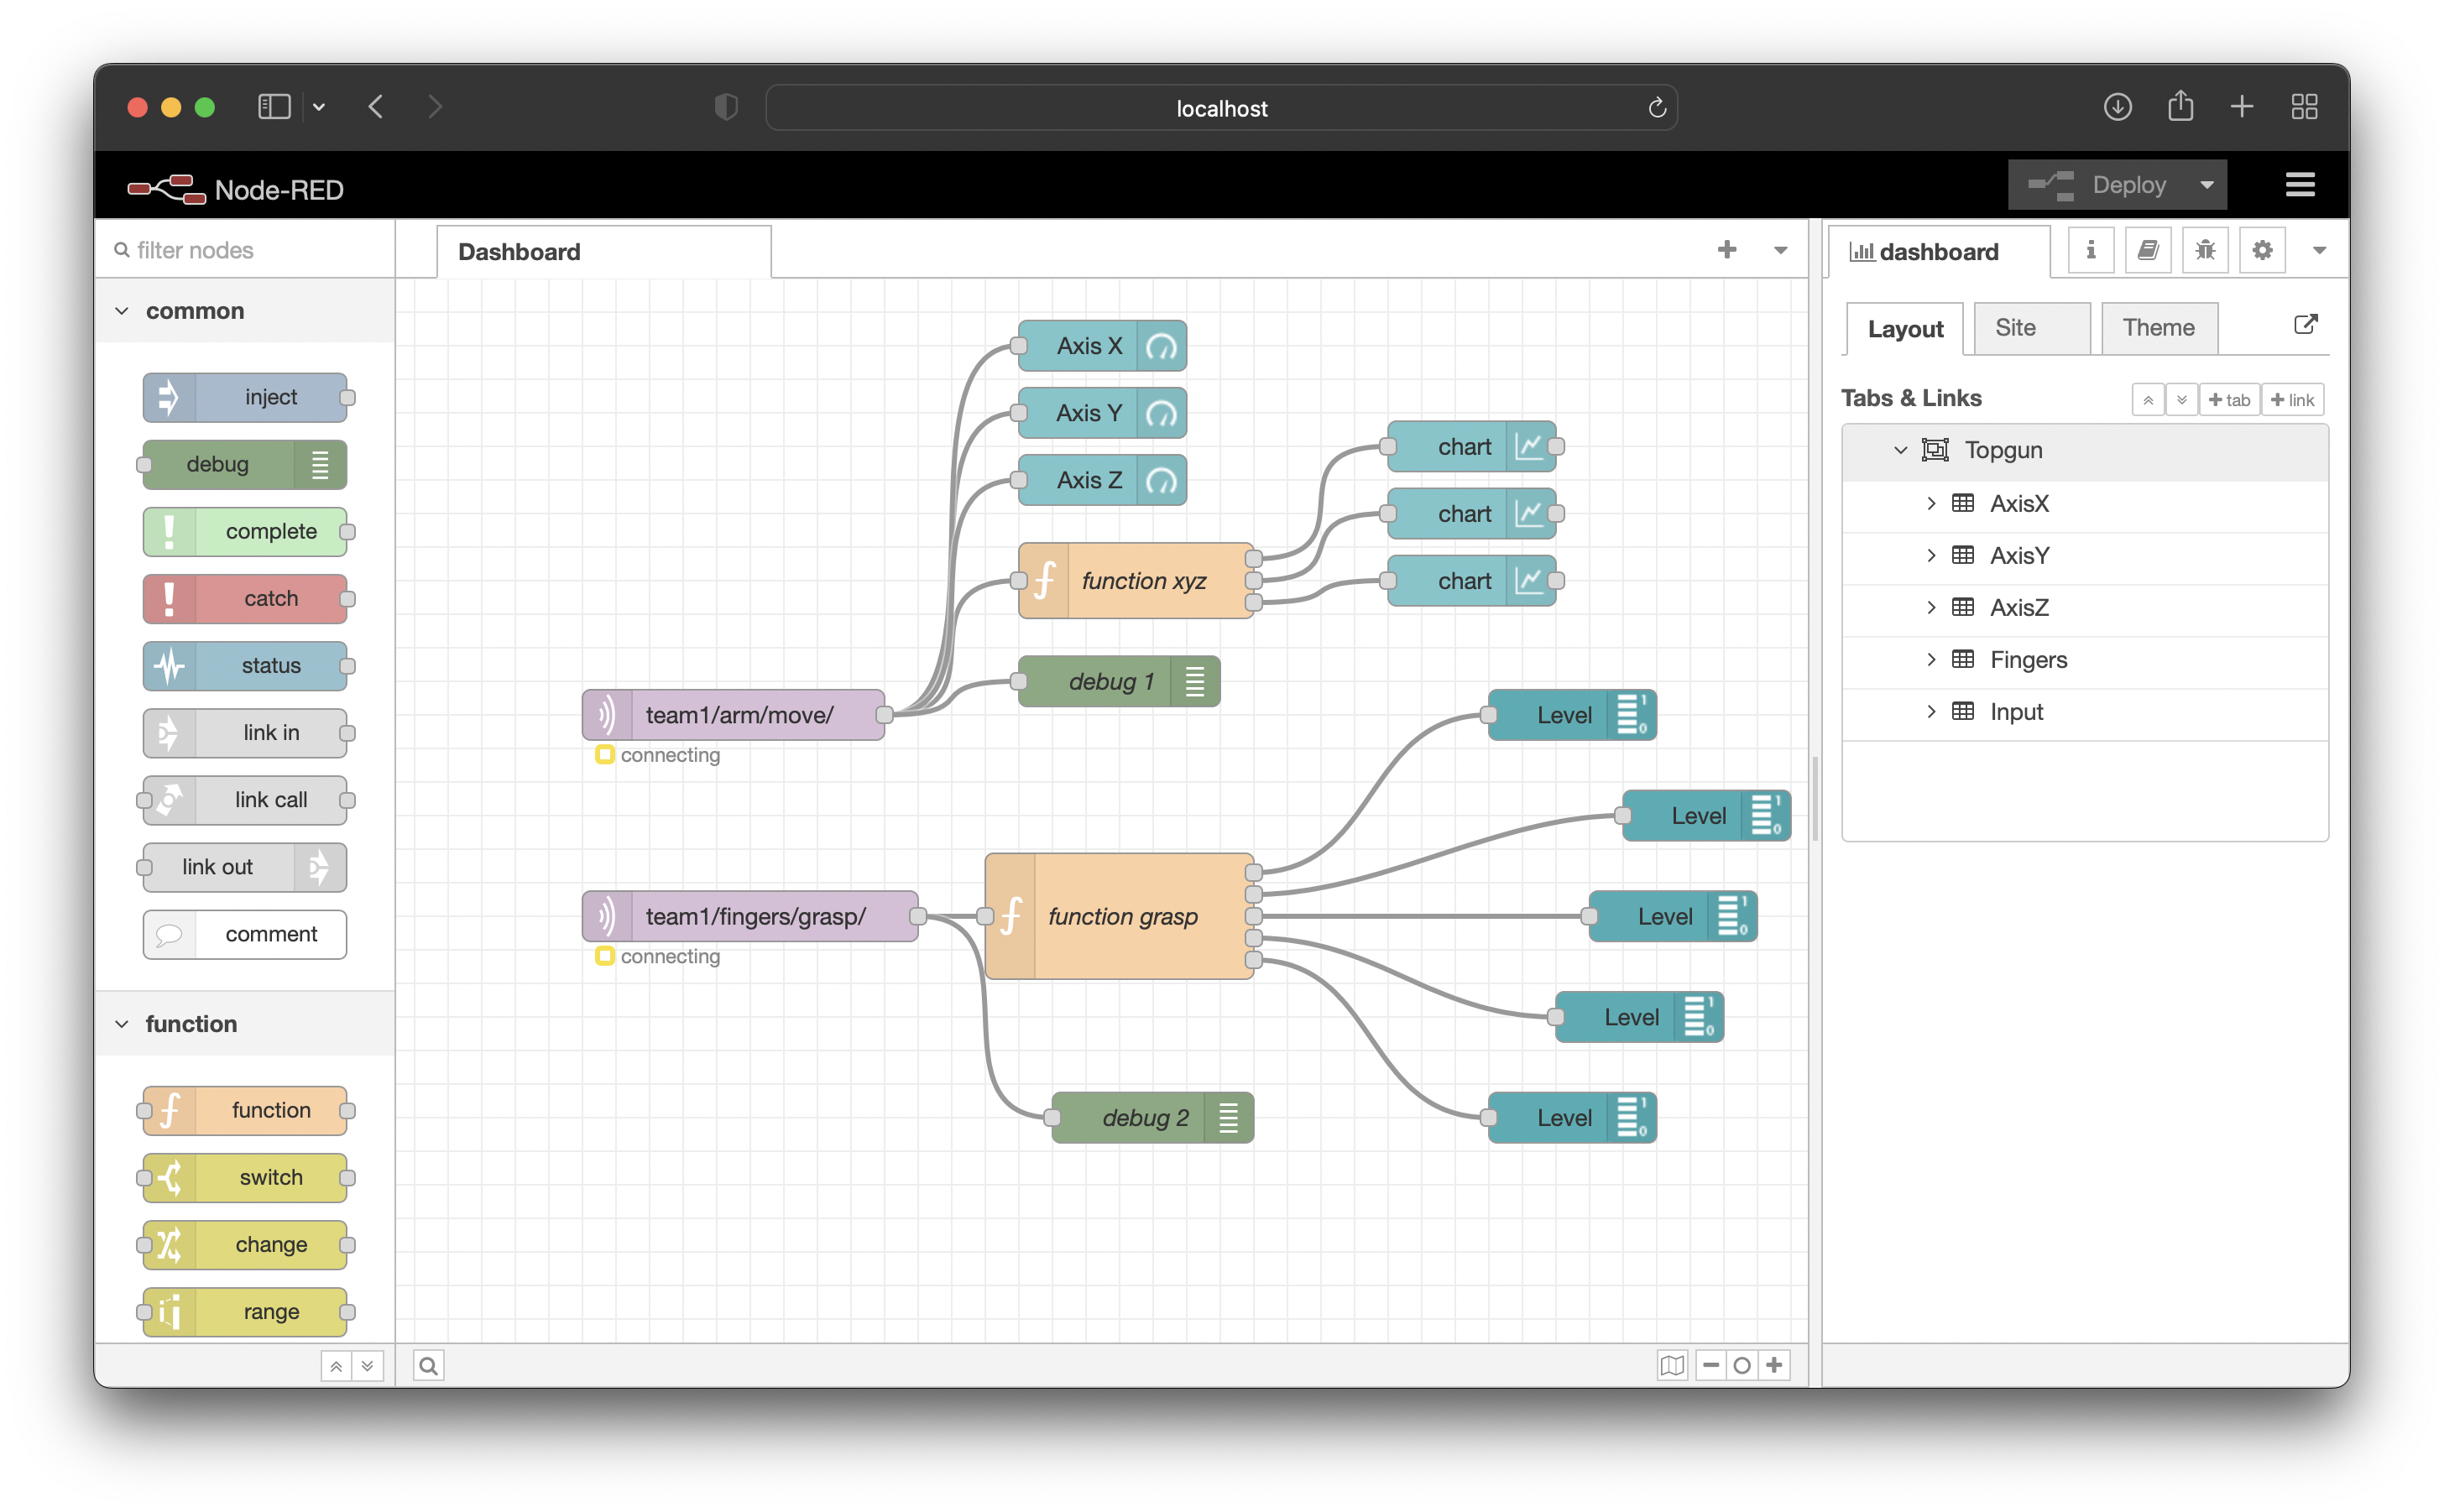 localhost
Node-RED
Deploy
filter nodes
Dashboard
dashboard
i
common
inject
debug
complete
catch
status
link in
link call
link out
comment
function
function
switch
change
range
Axis X
Axis Y
Axis Z
function xyz
chart
chart
chart
debug 1
team1/arm/move/
connecting
team1/fingers/grasp/
connecting
function grasp
debug 2
Level
Level
Level
Level
Level
Layout
Site
Theme
Tabs & Links
+ tab
+ link
Topgun
AxisX
AxisY
AxisZ
Fingers
Input